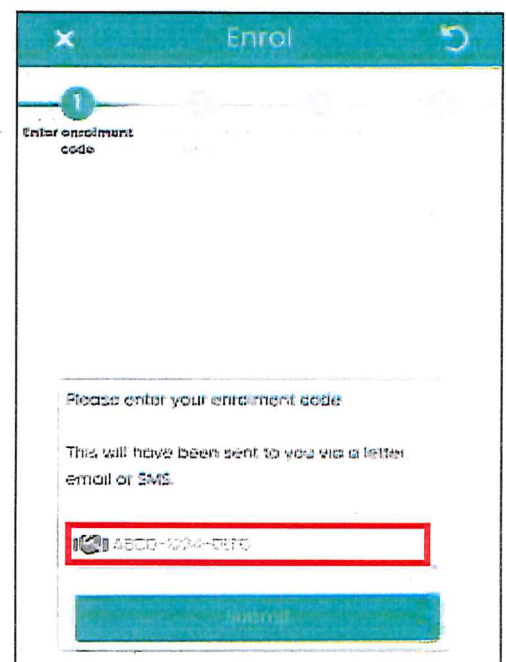 Enrol
1
Enter enrolment
code
Please enter your enrolment code
This will have been sent to you via a letter
email or SMS.
Submit